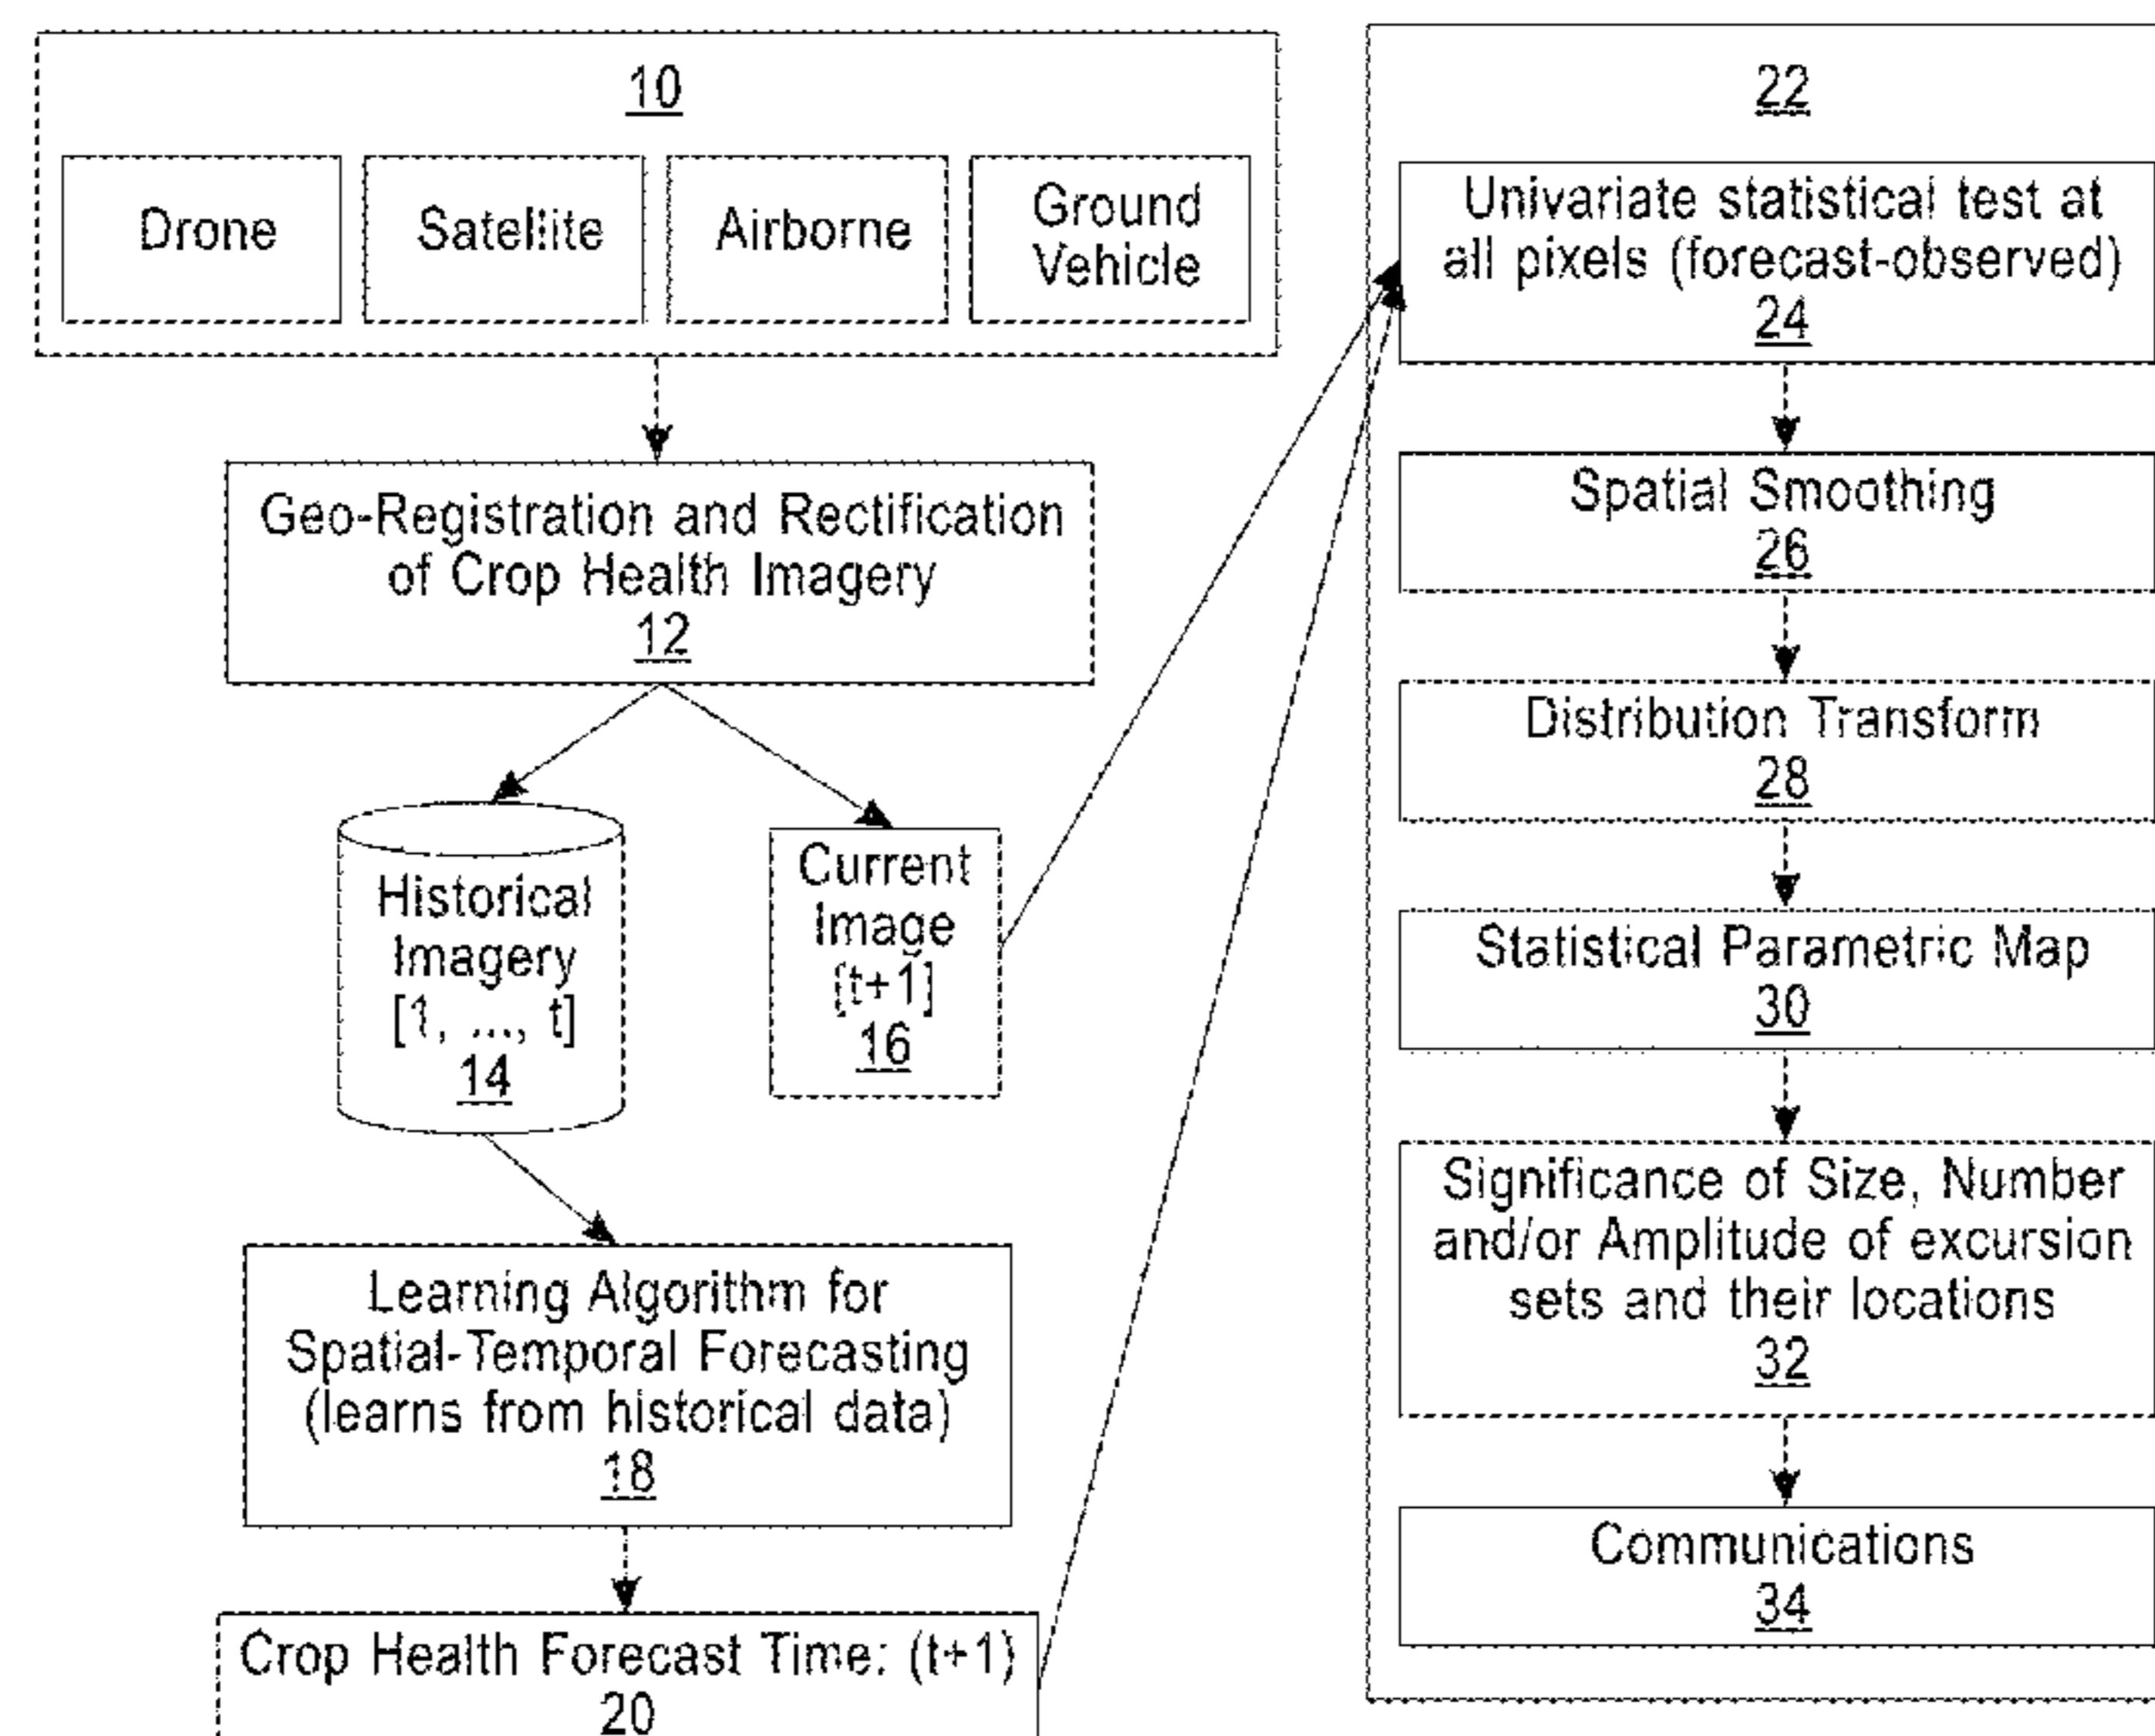 10
Drone
Satellite
Airborne
Ground
Vehicle
Geo-Registration and Rectification
of Crop Health Imagery
12
Historical
Imagery
[1, ..., t]
14
Current
Image
[t+1]
16
Learning Algorithm for
Spatial-Temporal Forecasting
(learns from historical data)
18
Crop Health Forecast Time: (t+1)
20
22
Univariate statistical test at
all pixels (forecast-observed)
24
Spatial Smoothing
26
Distribution Transform
28
Statistical Parametric Map
30
Significance of Size, Number
and/or Amplitude of excursion
sets and their locations
32
Communications
34